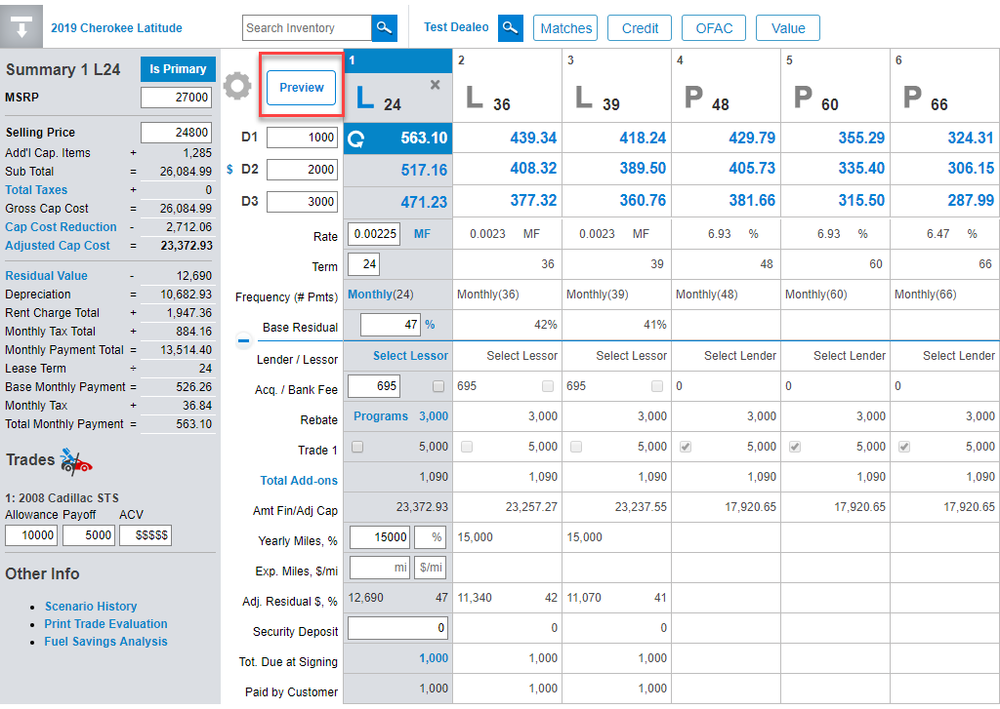 2019 Cherokee Latitude Search Inventory Test Dealeo Matches Credit OFAC Value
Summary 1 L24 Is Primary
MSRP 27000
Selling Price 24800
Add'l Cap. Items + 1,285
Sub Total = 26,084.99
Total Taxes + 0
Gross Cap Cost = 26,084.99
Cap Cost Reduction - 2,712.06
Adjusted Cap Cost = 23,372.93
Residual Value - 12,690
Depreciation = 10,682.93
Rent Charge Total + 1,947.36
Monthly Tax Total + 884.16
Monthly Payment Total = 13,514.40
Lease Term ÷ 24
Base Monthly Payment = 526.26
Monthly Tax + 36.84
Total Monthly Payment = 563.10
Trades
1: 2008 Cadillac STS
Allowance Payoff ACV
10000 5000 $$$$$
Other Info
• Scenario History
• Print Trade Evaluation
• Fuel Savings Analysis
Preview
1 2 3 4 5 6
L 24 × L 36 L 39 P 48 P 60 P 66
D1 1000 563.10 439.34 418.24 429.79 355.29 324.31
$ D2 2000 517.16 408.32 389.50 405.73 335.40 306.15
D3 3000 471.23 377.32 360.76 381.66 315.50 287.99
Rate 0.00225 MF 0.0023 MF 0.0023 MF 6.93 % 6.93 % 6.47 %
Term 24 36 39 48 60 66
Frequency (# Pmts) Monthly(24) Monthly(36) Monthly(39) Monthly(48) Monthly(60) Monthly(66)
Base Residual 47 % 42% 41%
Lender / Lessor Select Lessor Select Lessor Select Lessor Select Lender Select Lender Select Lender
Acq. / Bank Fee 695 695 695 0 0 0
Rebate Programs 3,000 3,000 3,000 3,000 3,000 3,000
Trade 1 5,000 5,000 5,000 5,000 5,000 5,000
Total Add-ons 1,090 1,090 1,090 1,090 1,090 1,090
Amt Fin/Adj Cap 23,372.93 23,257.27 23,237.55 17,920.65 17,920.65 17,920.65
Yearly Miles, % 15000 % 15,000 15,000
Exp. Miles, $/mi mi $/mi
Adj. Residual $, % 12,690 47 11,340 42 11,070 41
Security Deposit 0 0 0
Tot. Due at Signing 1,000 1,000 1,000
Paid by Customer 1,000 1,000 1,000